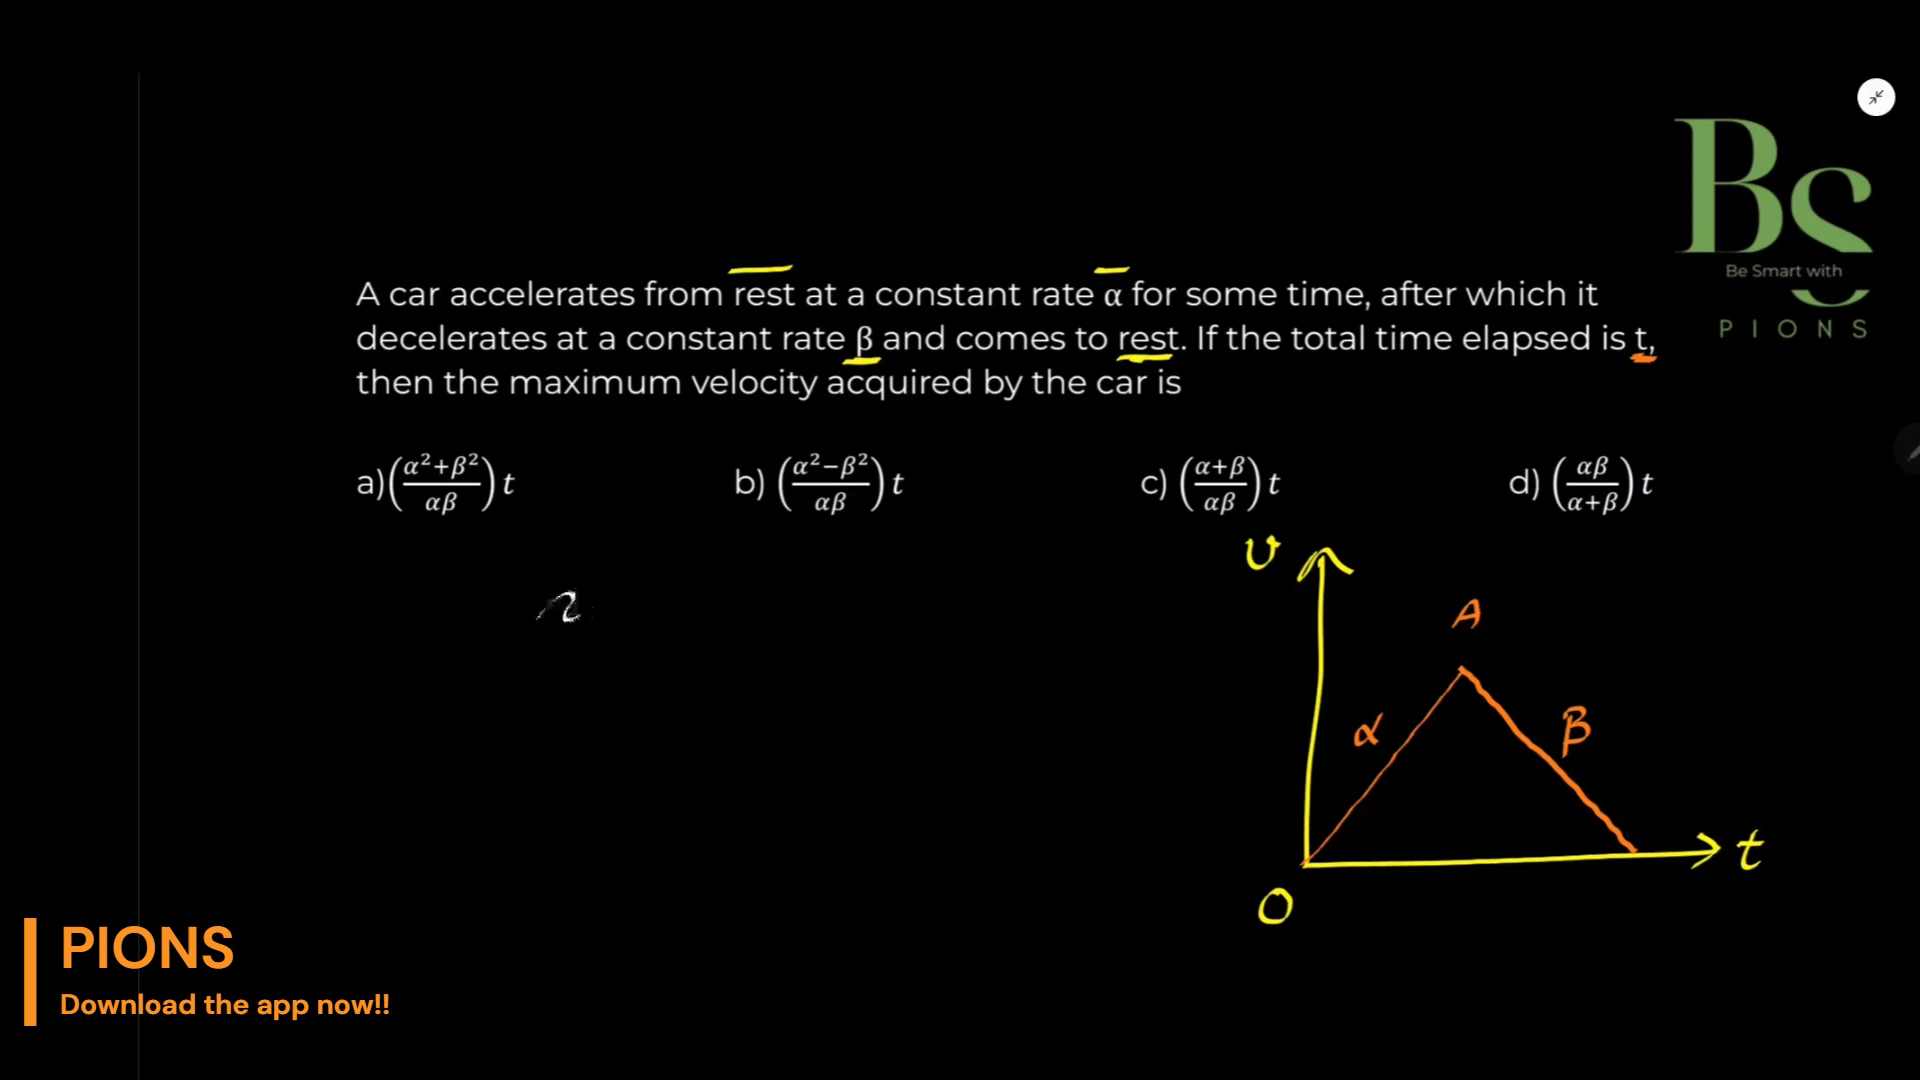 Bs
Be Smart with
PIONS
A car accelerates from rest at a constant rate α for some time, after which it
decelerates at a constant rate β and comes to rest. If the total time elapsed is t,
then the maximum velocity acquired by the car is
a)(α²+β²/αβ) t b) (α²−β²/αβ) t c) (α+β/αβ) t d) (αβ/α+β) t
υ
A
α
β
t
O
PIONS
Download the app now!!